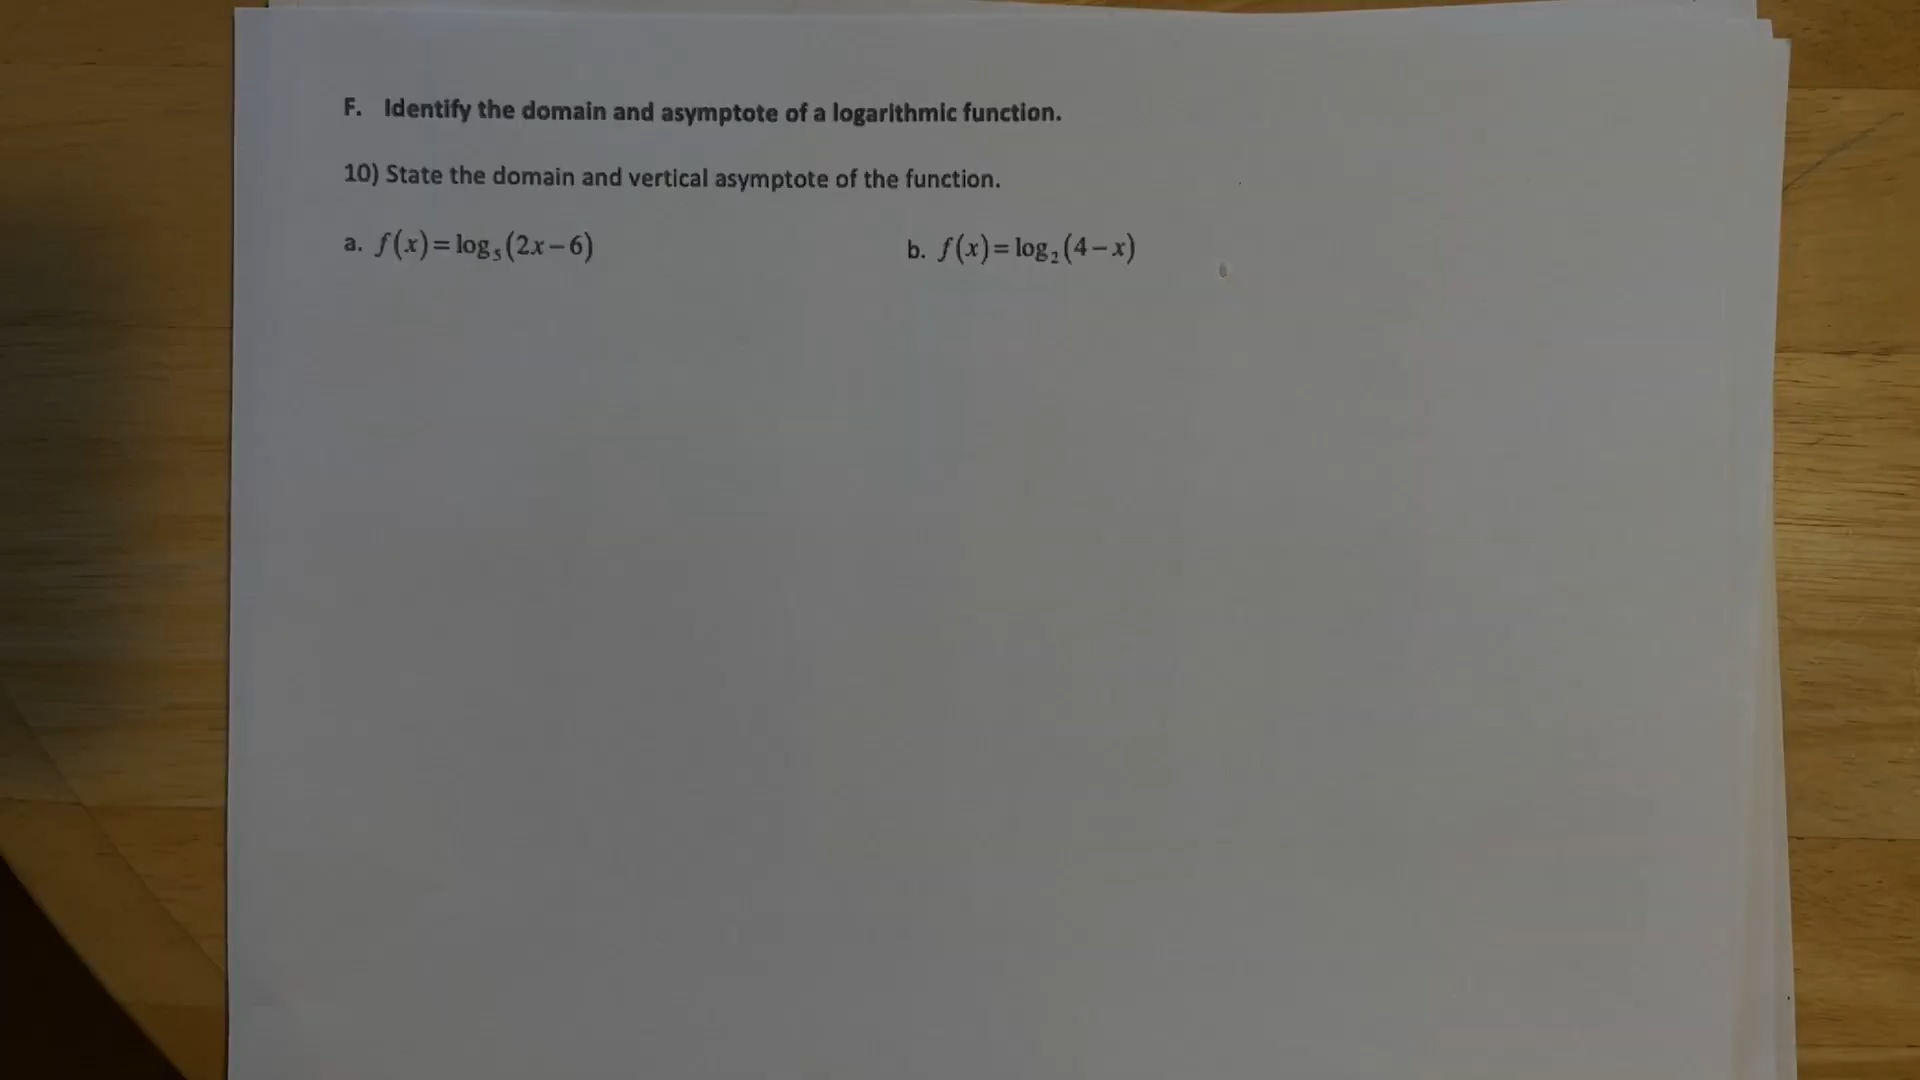 F. Identify the domain and asymptote of a logarithmic function.
10) State the domain and vertical asymptote of the function.
a. f(x)=log₅(2x−6)
b. f(x)=log₂(4−x)